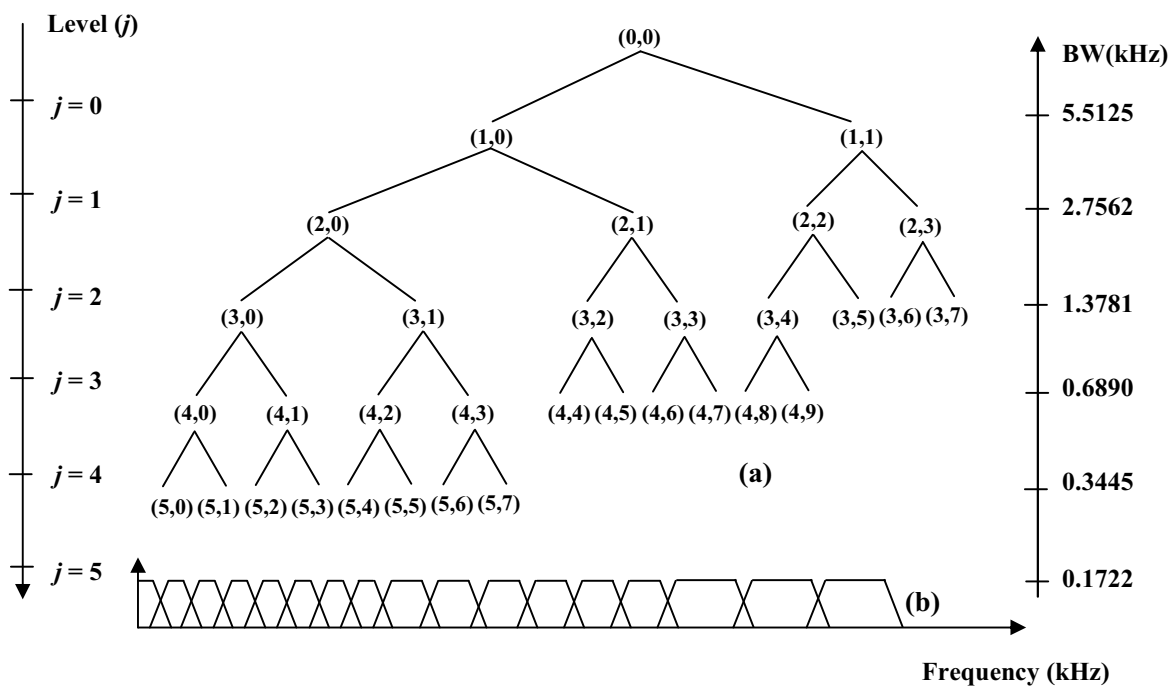 Level (j)
(0,0)
BW(kHz)
j = 0
5.5125
(1,0) (1,1)
j = 1
2.7562
(2,0) (2,1) (2,2) (2,3)
j = 2
1.3781
(3,0) (3,1) (3,2) (3,3) (3,4) (3,5) (3,6) (3,7)
j = 3
0.6890
(4,0) (4,1) (4,2) (4,3) (4,4) (4,5) (4,6) (4,7) (4,8) (4,9)
j = 4
(a)
0.3445
(5,0) (5,1) (5,2) (5,3) (5,4) (5,5) (5,6) (5,7)
j = 5
0.1722
(b)
Frequency (kHz)